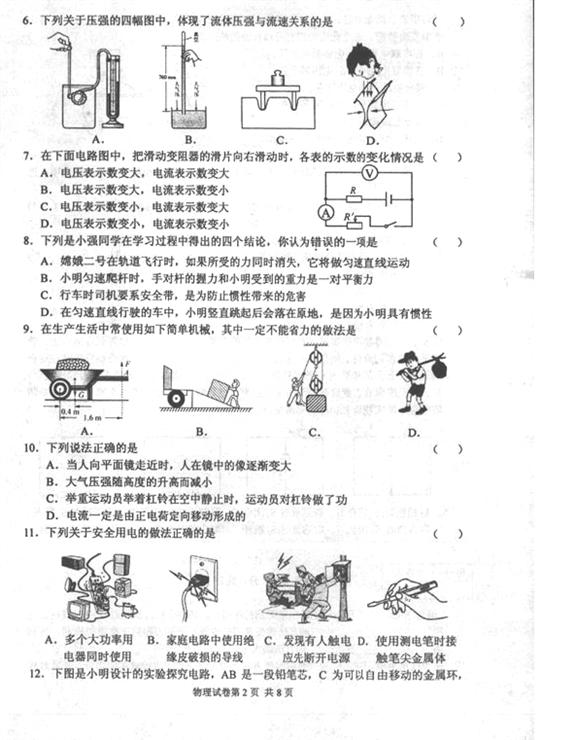 6. 下列关于压强的四幅图中，体现了流体压强与流速关系的是 （ ）
760 mm
A. B. C. D.
7. 在下面电路图中，把滑动变阻器的滑片向右滑动时，各表的示数的变化情况是（ ）
A. 电压表示数变大，电流表示数变大
B. 电压表示数变大，电流表示数变小
C. 电压表示数变小，电流表示数变大
D. 电压表示数变小，电流表示数变小
V
R
A
R'
8. 下列是小强同学在学习过程中得出的四个结论，你认为错误的一项是 （ ）
A. 嫦娥二号在轨道飞行时，如果所受的力同时消失，它将做匀速直线运动
B. 小明匀速爬杆时，手对杆的握力和小明受到的重力是一对平衡力
C. 行车时司机要系安全带，是为防止惯性带来的危害
D. 在匀速直线行驶的车中，小明竖直跳起后会落在原地，是因为小明具有惯性
9. 在生产生活中常使用如下简单机械，其中一定不能省力的做法是 （ ）
F
A
G
0.4 m
1.6 m
A. B. C. D.
10. 下列说法正确的是 （ ）
A. 当人向平面镜走近时，人在镜中的像逐渐变大
B. 大气压强随高度的升高而减小
C. 举重运动员举着杠铃在空中静止时，运动员对杠铃做了功
D. 电流一定是由正电荷定向移动形成的
11. 下列关于安全用电的做法正确的是 （ ）
A. 多个大功率用 B. 家庭电路中使用绝 C. 发现有人触电 D. 使用测电笔时接
电器同时使用 缘皮破损的导线 应先断开电源 触笔尖金属体
12. 下图是小明设计的实验探究电路，AB 是一段铅笔芯，C 为可以自由移动的金属环，
物理试卷第 2 页 共 8 页